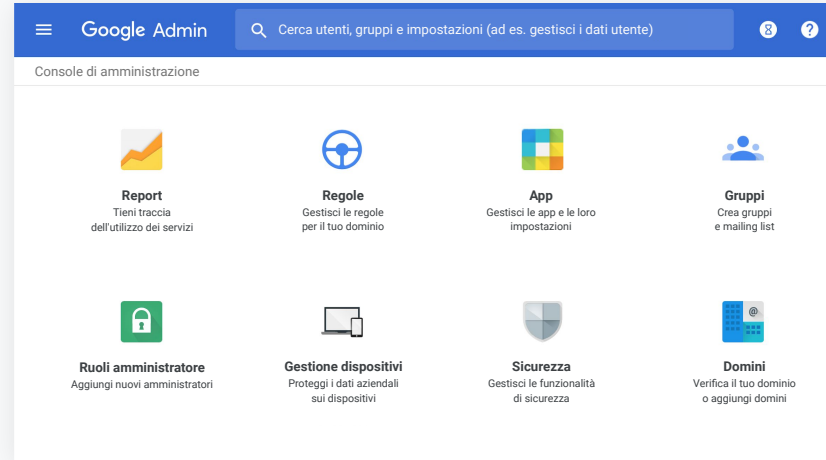 Google Admin
Cerca utenti, gruppi e impostazioni (ad es. gestisci i dati utente)
Console di amministrazione
Report
Tieni traccia
dell'utilizzo dei servizi
Regole
Gestisci le regole
per il tuo dominio
App
Gestisci le app e le loro
impostazioni
Gruppi
Crea gruppi
e mailing list
Ruoli amministratore
Aggiungi nuovi amministratori
Gestione dispositivi
Proteggi i dati aziendali
sui dispositivi
Sicurezza
Gestisci le funzionalità
di sicurezza
@
Domini
Verifica il tuo dominio
o aggiungi domini